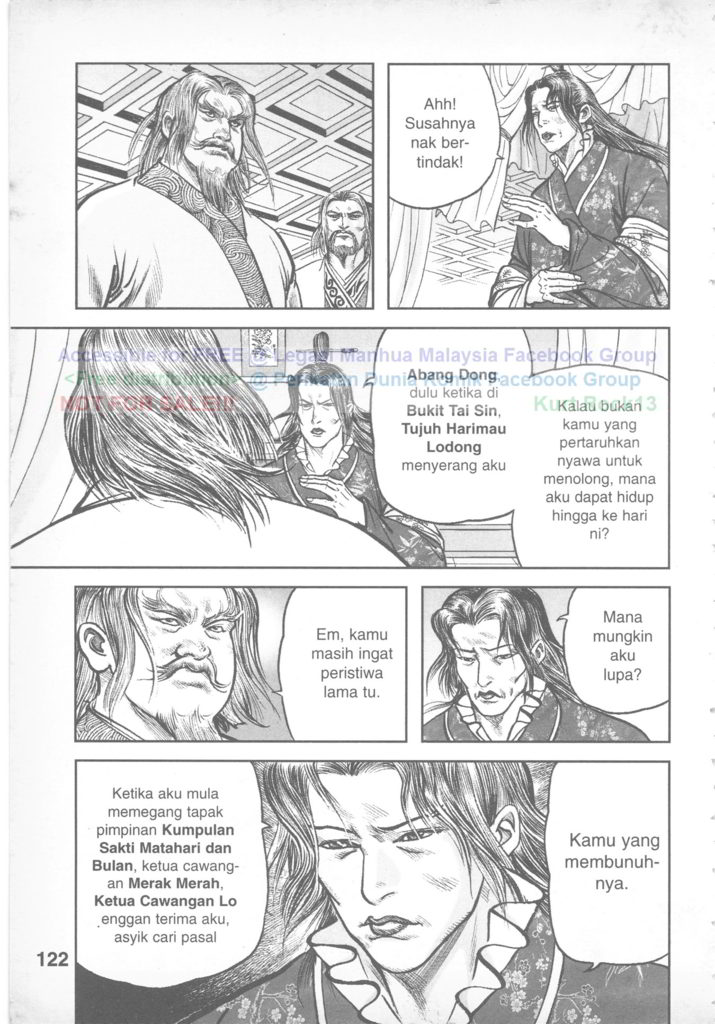 Ahh!
Susahnya
nak ber-
tindak!
Accessible for FREE @ Legasi Manhua Malaysia Facebook Group
<Free distribution> @ Perikatan Dunia Komik Facebook Group
NOT FOR SALE!!!
Kurt Beck13
Abang Dong,
dulu ketika di
Bukit Tai Sin,
Tujuh Harimau
Lodong
menyerang aku
Kalau bukan
kamu yang
pertaruhkan
nyawa untuk
menolong, mana
aku dapat hidup
hingga ke hari
ni?
Em, kamu
masih ingat
peristiwa
lama tu.
Mana
mungkin
aku
lupa?
Ketika aku mula
memegang tapak
pimpinan Kumpulan
Sakti Matahari dan
Bulan, ketua cawang-
an Merak Merah,
Ketua Cawangan Lo
enggan terima aku,
asyik cari pasal
Kamu yang
membunuh-
nya.
122